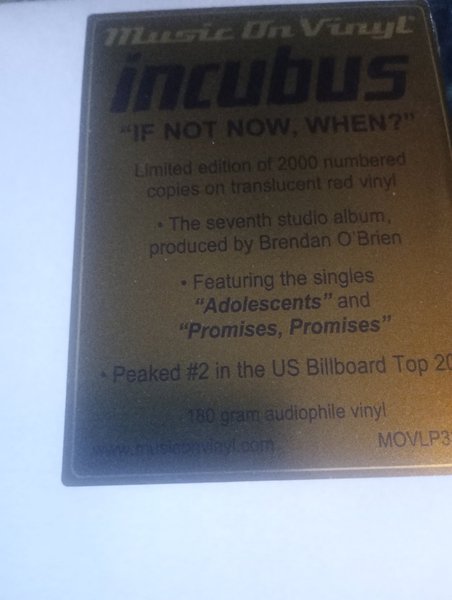 Music On Vinyl
incubus
"IF NOT NOW, WHEN?"
Limited edition of 2000 numbered
copies on translucent red vinyl
• The seventh studio album,
produced by Brendan O'Brien
• Featuring the singles
"Adolescents" and
"Promises, Promises"
• Peaked #2 in the US Billboard Top 20
180 gram audiophile vinyl
www.musiconvinyl.com
MOVLP3